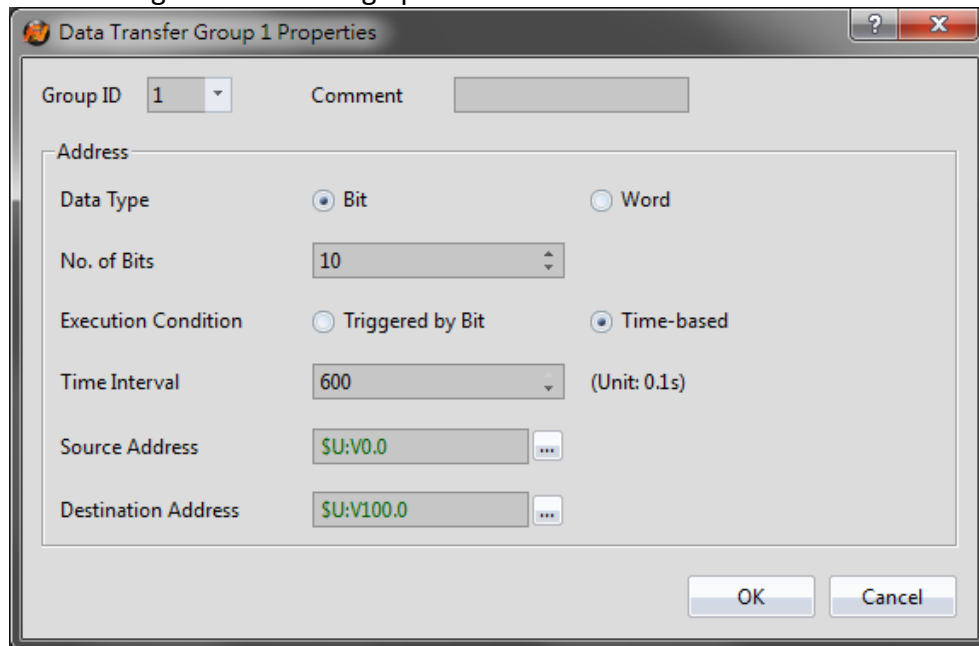 Data Transfer Group 1 Properties
Group ID 1 Comment
Address
Data Type Bit Word
No. of Bits 10
Execution Condition Triggered by Bit Time-based
Time Interval 600 (Unit: 0.1s)
Source Address $U:V0.0 ...
Destination Address $U:V100.0 ...
OK Cancel